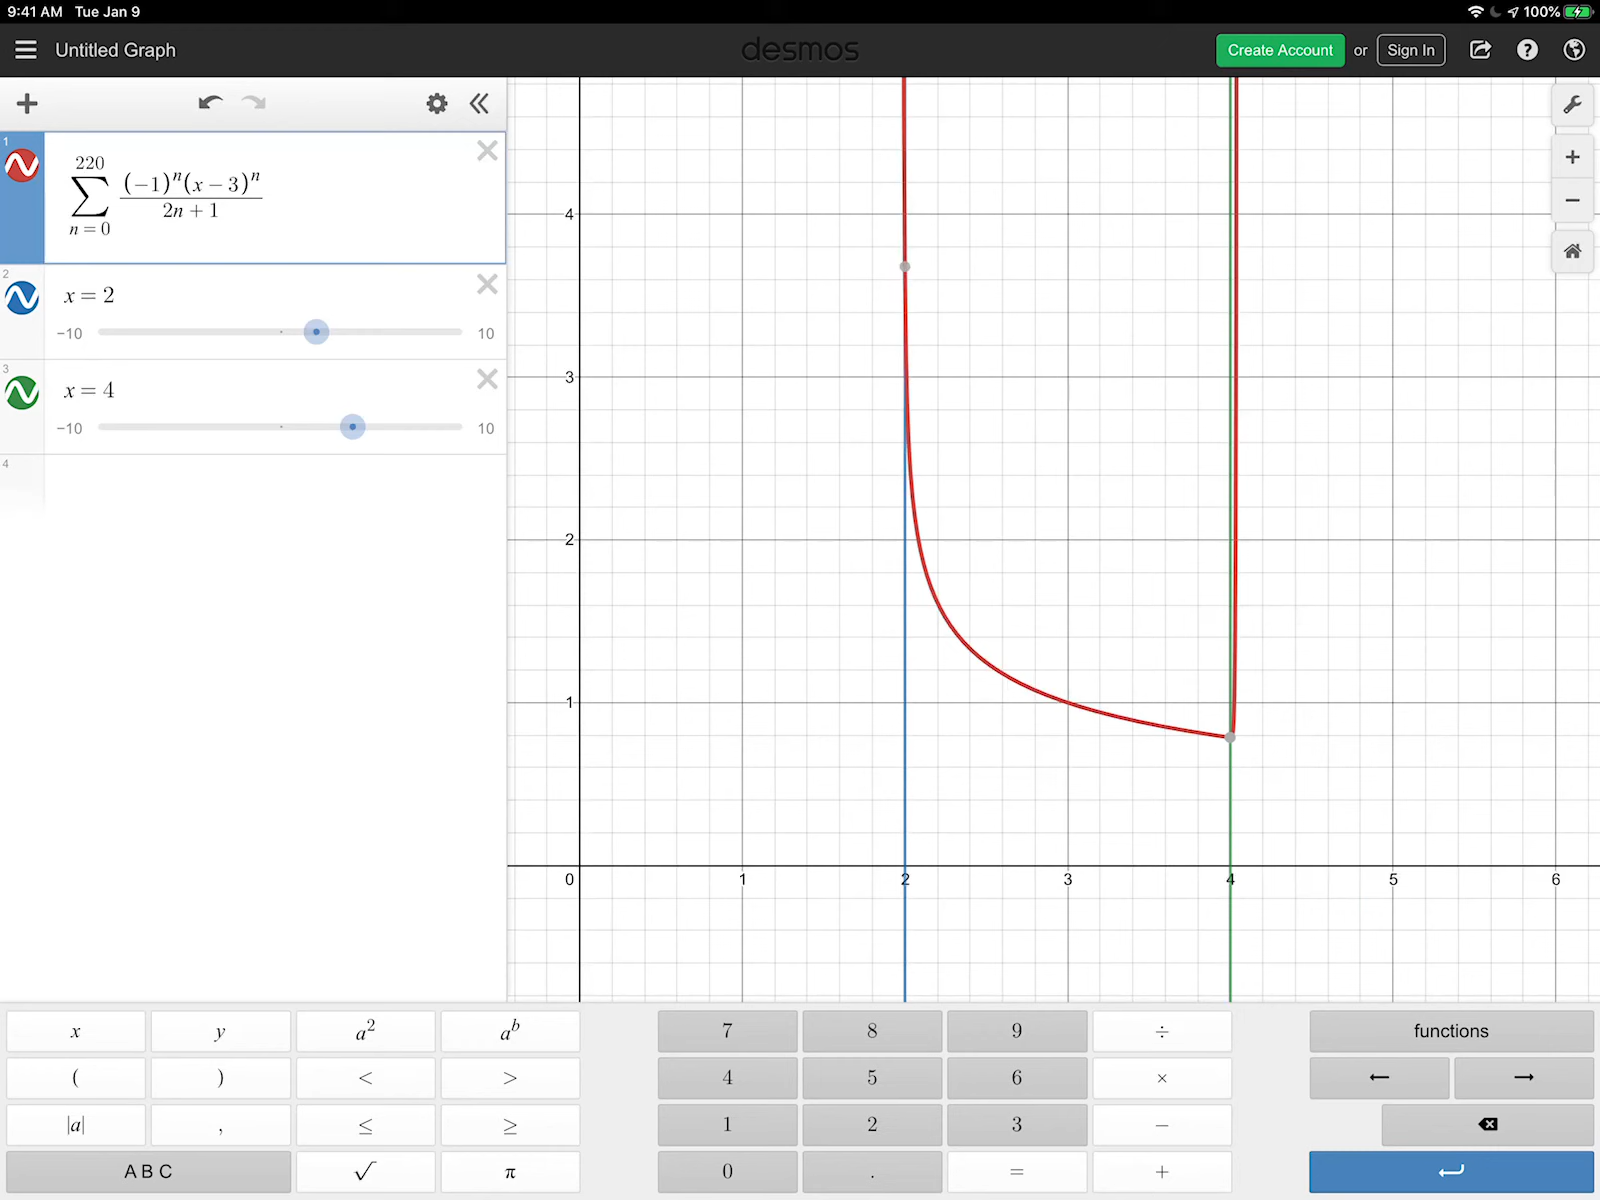 9:41 AM Tue Jan 9
100%
Untitled Graph
desmos
Create Account or Sign In
1
220
∑ (−1)ⁿ(x − 3)ⁿ / 2n + 1
n = 0
2
x = 2
−10 10
3
x = 4
−10 10
4
4
3
2
1
0 1 2 3 4 5 6
x y a² aᵇ 7 8 9 ÷ functions
( ) < > 4 5 6 × ← →
|a| , ≤ ≥ 1 2 3 −
A B C √ π 0 . = +